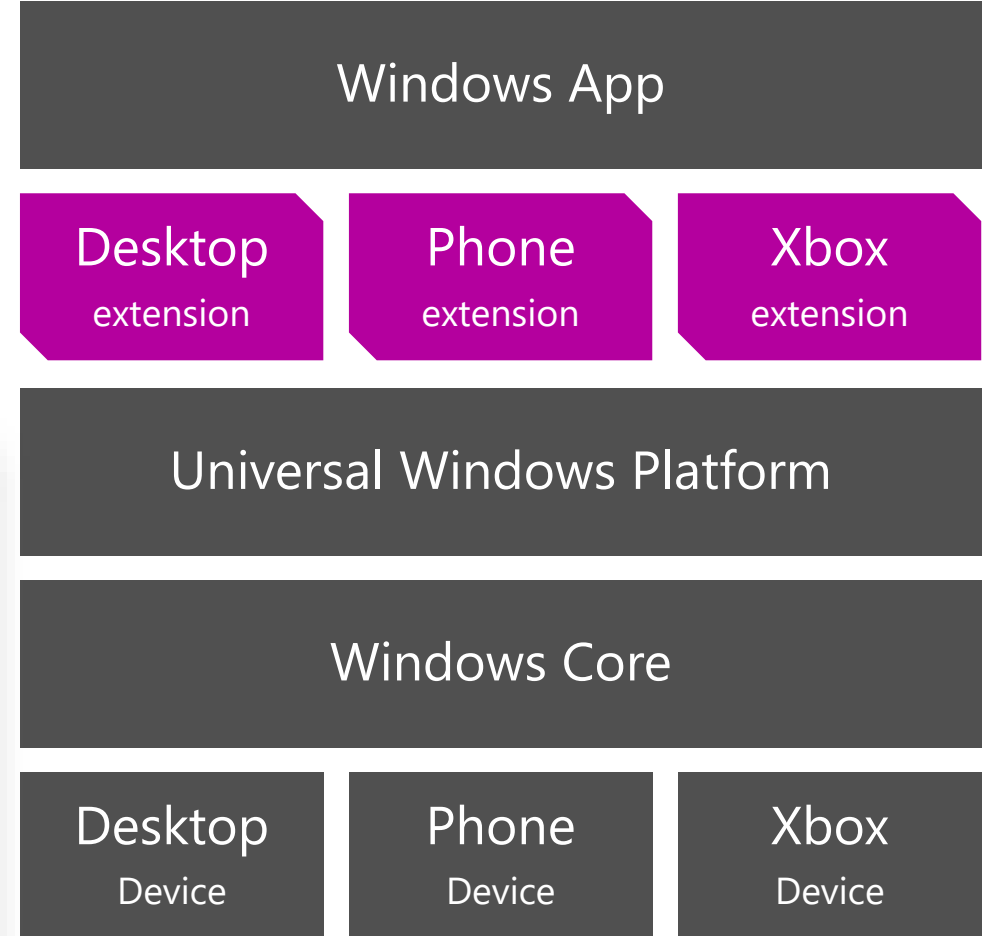 Windows App
Desktop Phone Xbox
extension extension extension
Universal Windows Platform
Windows Core
Desktop Phone Xbox
Device Device Device